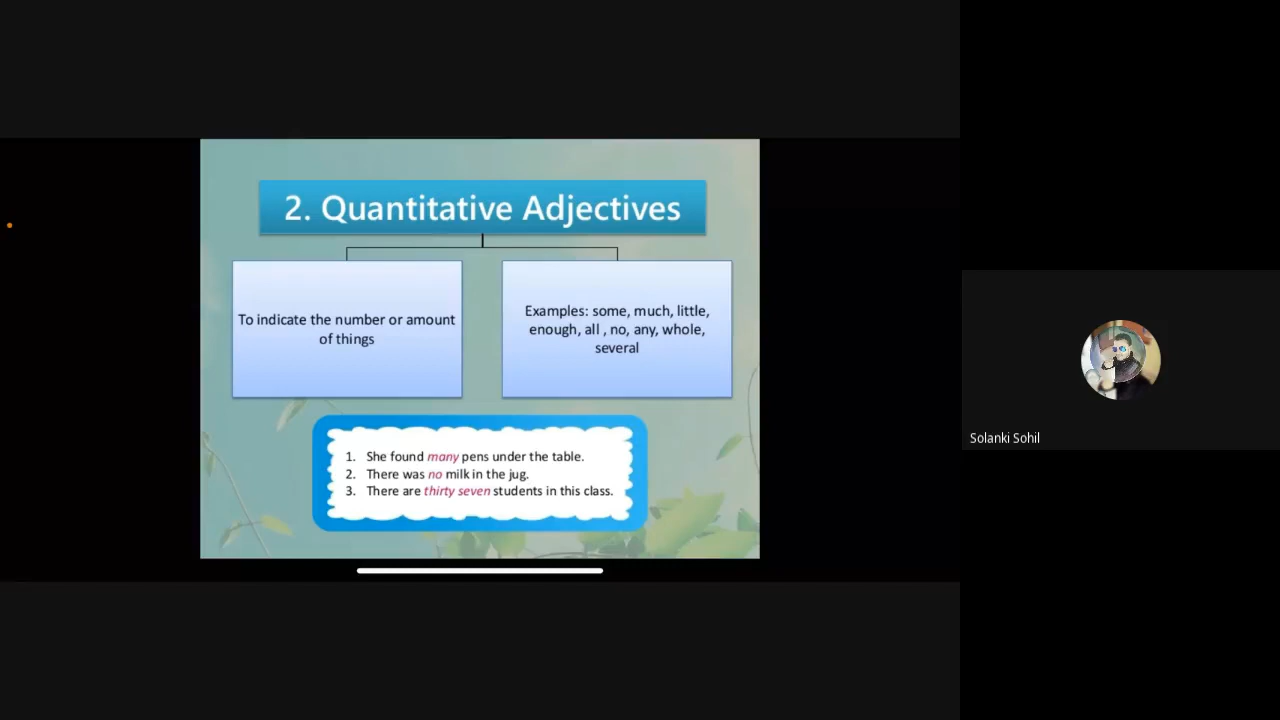 2. Quantitative Adjectives
To indicate the number or amount
of things
Examples: some, much, little,
enough, all , no, any, whole,
several
1. She found many pens under the table.
2. There was no milk in the jug.
3. There are thirty seven students in this class.
Solanki Sohil